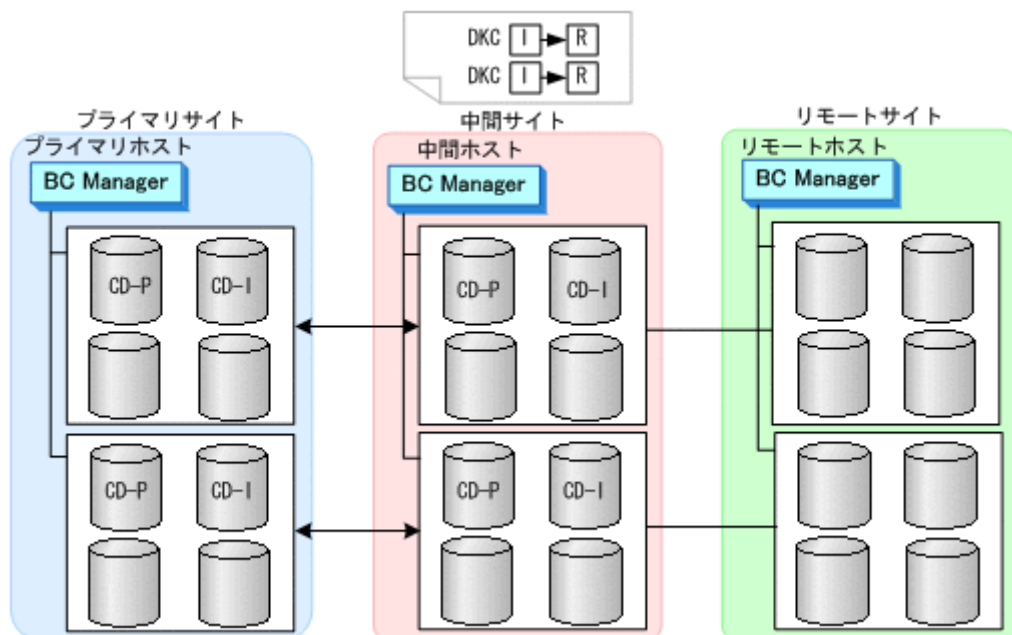 DKC I R
DKC I R
プライマリサイト
中間サイト
リモートサイト
プライマリホスト
中間ホスト
リモートホスト
BC Manager
BC Manager
BC Manager
CD-P CD-I
CD-P CD-I
CD-P CD-I
CD-P CD-I